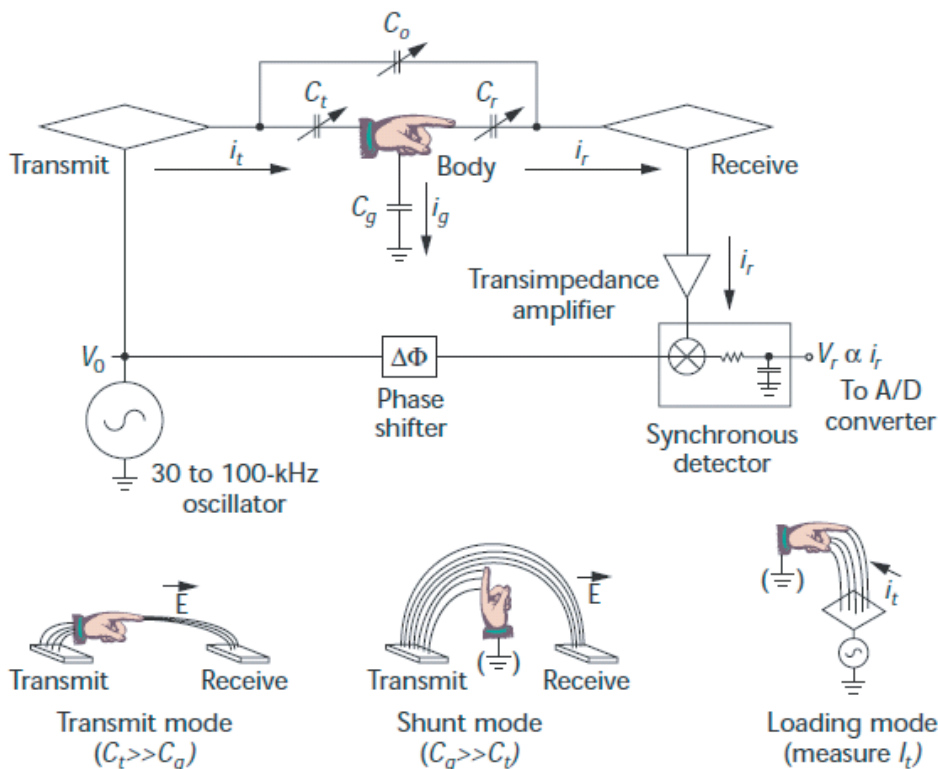 C_o
C_t
C_r
Transmit
i_t
Body
i_r
Receive
C_g
i_g
Transimpedance
amplifier
i_r
V_0
ΔΦ
V_r α i_r
To A/D
converter
Phase
shifter
Synchronous
detector
30 to 100-kHz
oscillator
E
Transmit
Receive
Transmit mode
(C_t>>C_g)
E
Transmit
Receive
Shunt mode
(C_g>>C_t)
i_t
Loading mode
(measure I_t)